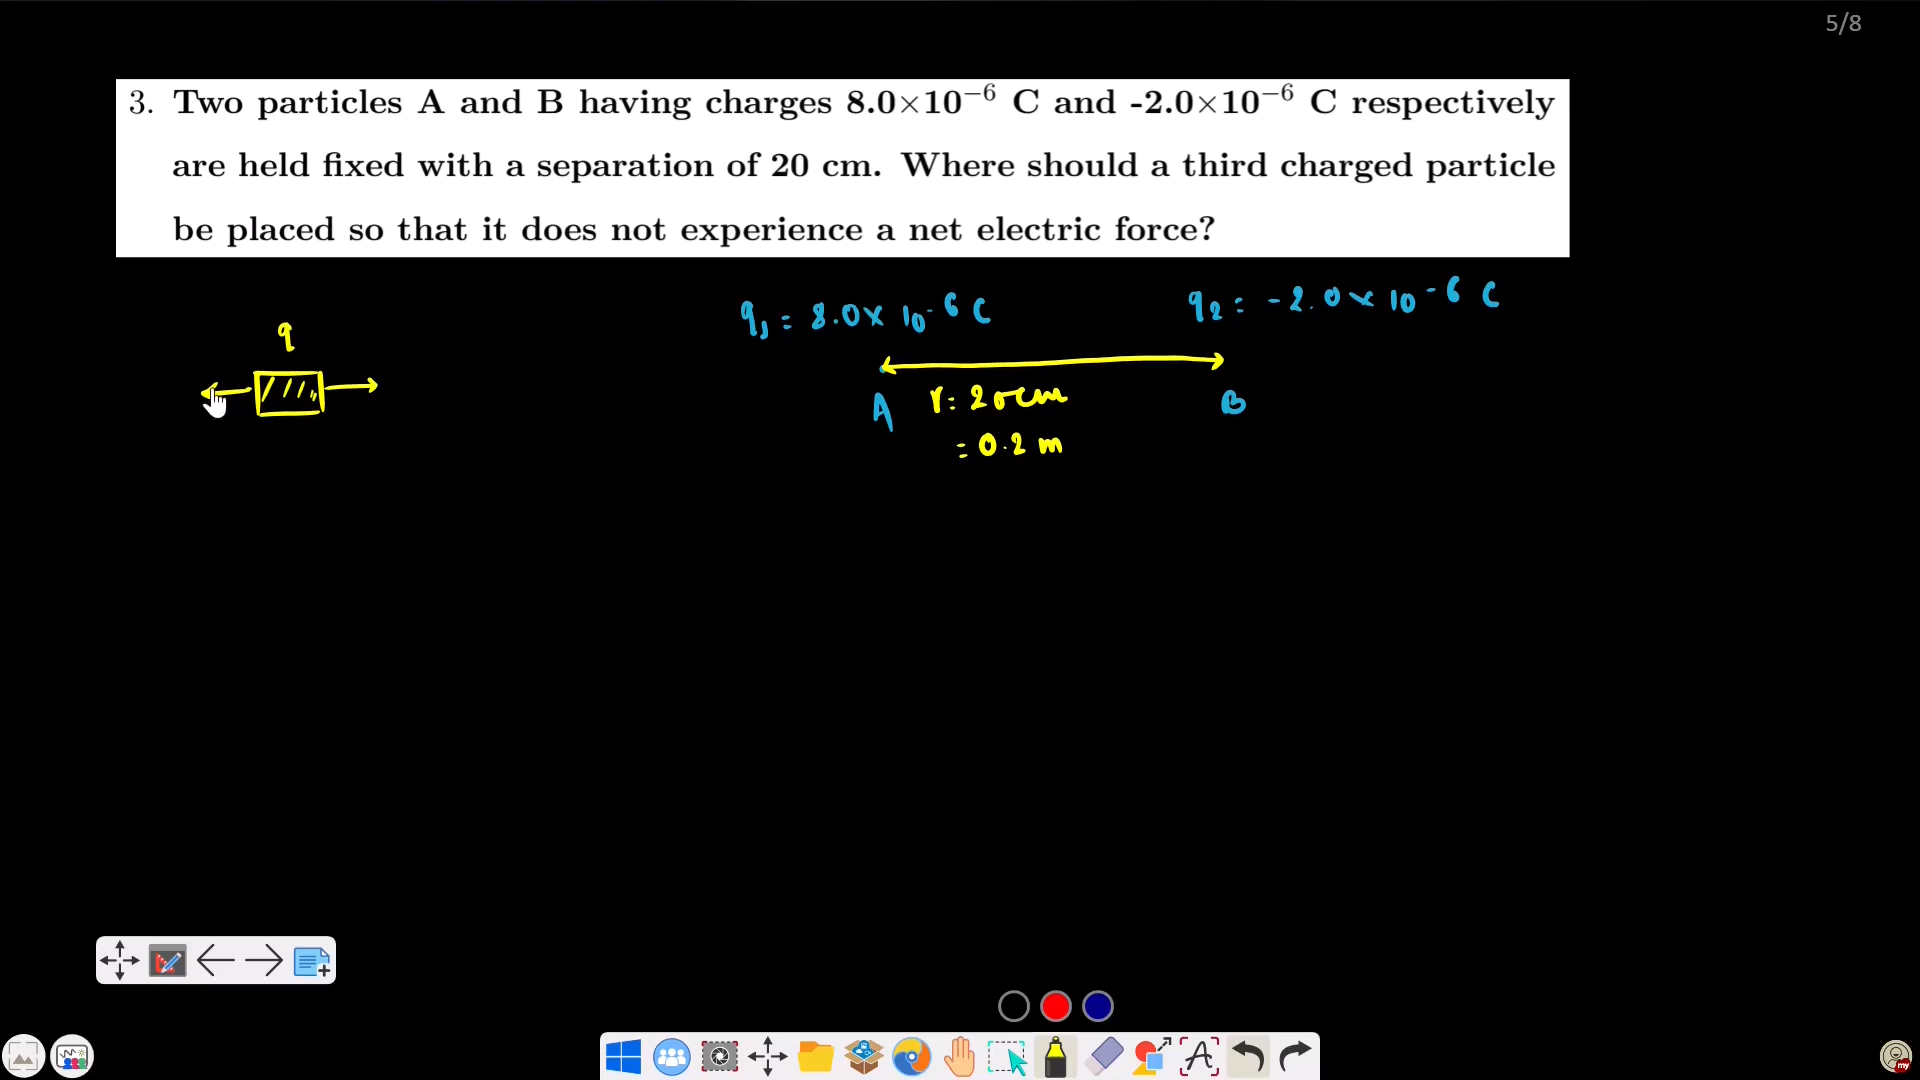 5/8
3. Two particles A and B having charges 8.0×10⁻⁶ C and -2.0×10⁻⁶ C respectively
are held fixed with a separation of 20 cm. Where should a third charged particle
be placed so that it does not experience a net electric force?
q₁ = 8.0 × 10⁻⁶ C
q₂ = -2.0 × 10⁻⁶ C
q
A
r = 20cm
B
= 0.2 m
A
my